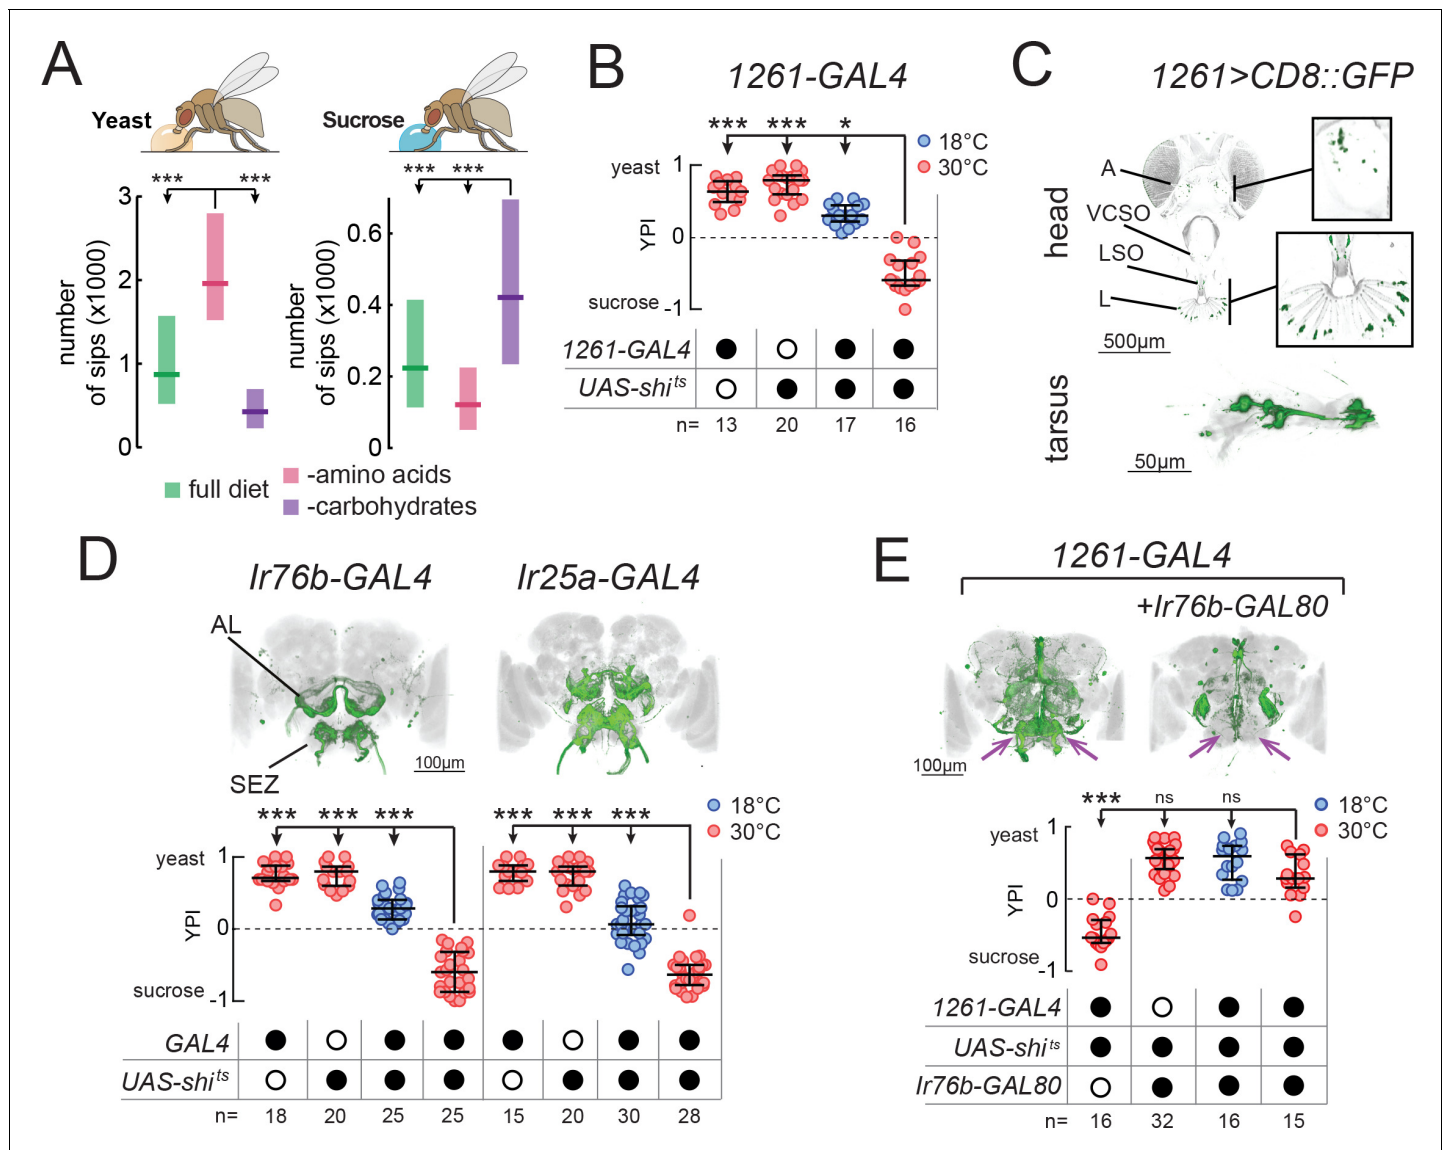 A
Yeast
Sucrose
*** ***
*** ***
number
of sips (x1000)
3
2
1
0
number
of sips (x1000)
0.6
0.4
0.2
0
full diet
-amino acids
-carbohydrates
B
1261-GAL4
*** *** *
18°C
30°C
yeast 1
YPI 0
sucrose -1
1261-GAL4
UAS-shi ts
n= 13 20 17 16
C
1261>CD8::GFP
head
A
VCSO
LSO
L
500µm
tarsus
50µm
D
Ir76b-GAL4 Ir25a-GAL4
AL
SEZ
100µm
*** *** *** *** *** ***
18°C
30°C
yeast 1
YPI 0
sucrose -1
GAL4
UAS-shi ts
n= 18 20 25 25 15 20 30 28
E
1261-GAL4
+Ir76b-GAL80
100µm
*** ns ns
18°C
30°C
yeast 1
YPI 0
sucrose -1
1261-GAL4
UAS-shi ts
Ir76b-GAL80
n= 16 32 16 15